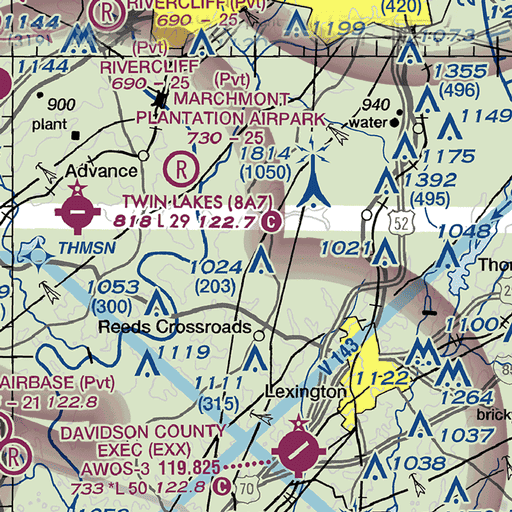 RIVERCLIFF (Pvt)
690 - 25
(420)
1144
1199
1073
(Pvt)
RIVERCLIFF
690 - 25
1144
1355
(496)
(Pvt)
MARCHMONT
PLANTATION AIRPARK
730 - 25
900
plant
940
water
1149
1175
1814
(1050)
Advance
1392
(495)
TWIN LAKES (8A7)
818 L 29 122.7 C
52
THMSN
1021
1048
1024
(203)
Tho
1053
(300)
Reeds Crossroads
1100
V 143
1119
1111
(315)
1122
AIRBASE (Pvt)
- 21 122.8
Lexington
1264
brick
DAVIDSON COUNTY
EXEC (EXX)
AWOS-3 119.825
733 *L 50 122.8 C
70
1037
1038
R
R
R